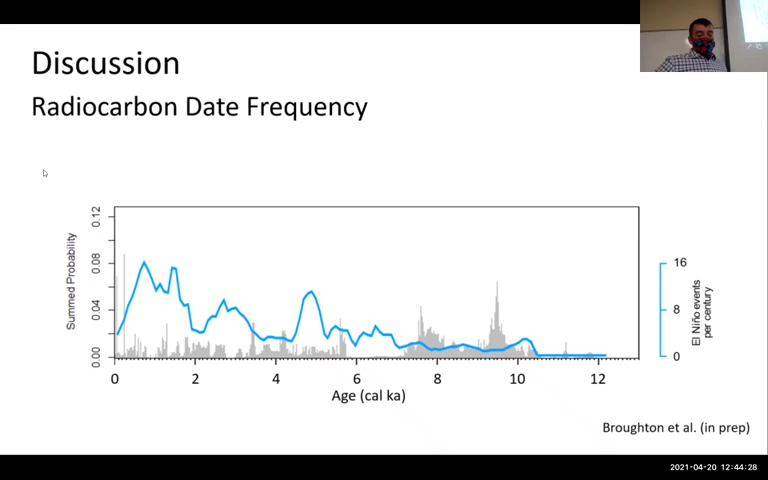 Discussion
Radiocarbon Date Frequency
Summed Probability
0.12
0.08
0.04
0.00
0 2 4 6 8 10 12
Age (cal ka)
16
8
0
El Niño events
per century
Broughton et al. (in prep)
2021-04-20 12:44:28